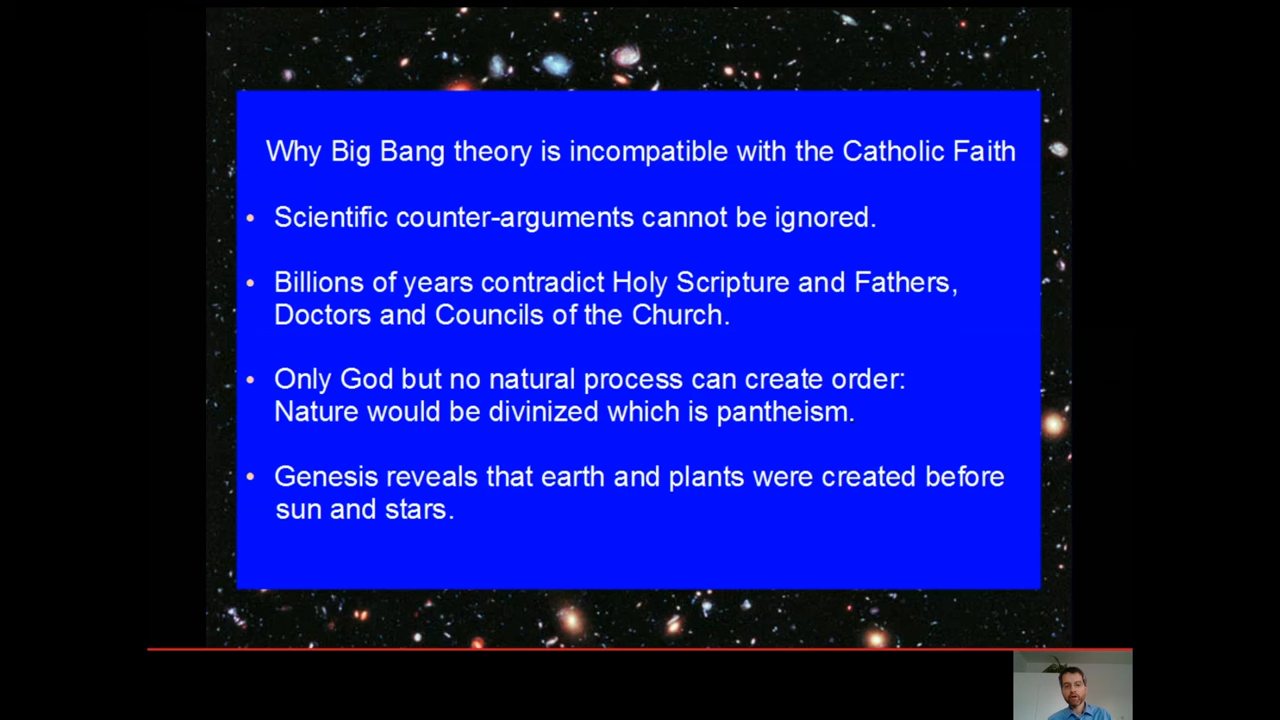 Why Big Bang theory is incompatible with the Catholic Faith
• Scientific counter-arguments cannot be ignored.
• Billions of years contradict Holy Scripture and Fathers,
Doctors and Councils of the Church.
• Only God but no natural process can create order:
Nature would be divinized which is pantheism.
• Genesis reveals that earth and plants were created before
sun and stars.